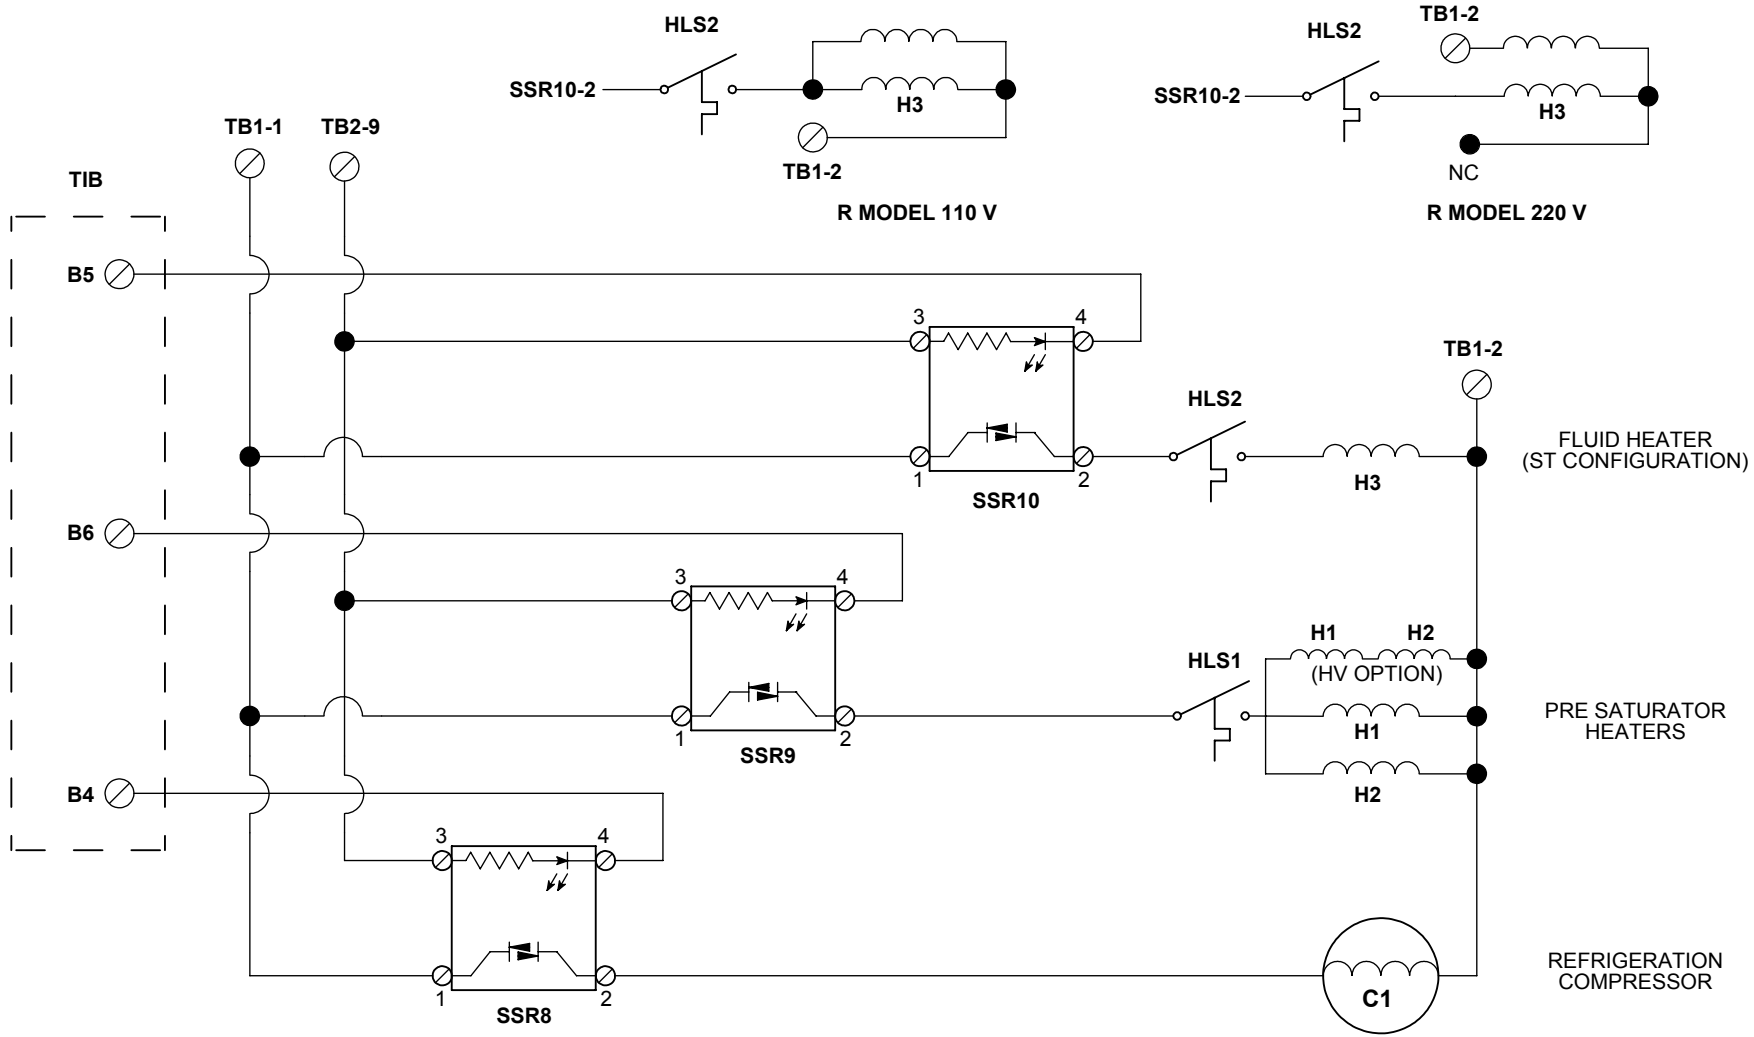 HLS2
SSR10-2
H3
TB1-2
R MODEL 110 V
TB1-2
HLS2
SSR10-2
H3
NC
R MODEL 220 V
TB1-1
TB2-9
TIB
B5
3
4
1
2
SSR10
HLS2
H3
TB1-2
FLUID HEATER
(ST CONFIGURATION)
B6
3
4
1
2
SSR9
HLS1
H1
H2
(HV OPTION)
H1
H2
PRE SATURATOR
HEATERS
B4
3
4
1
2
SSR8
C1
REFRIGERATION
COMPRESSOR